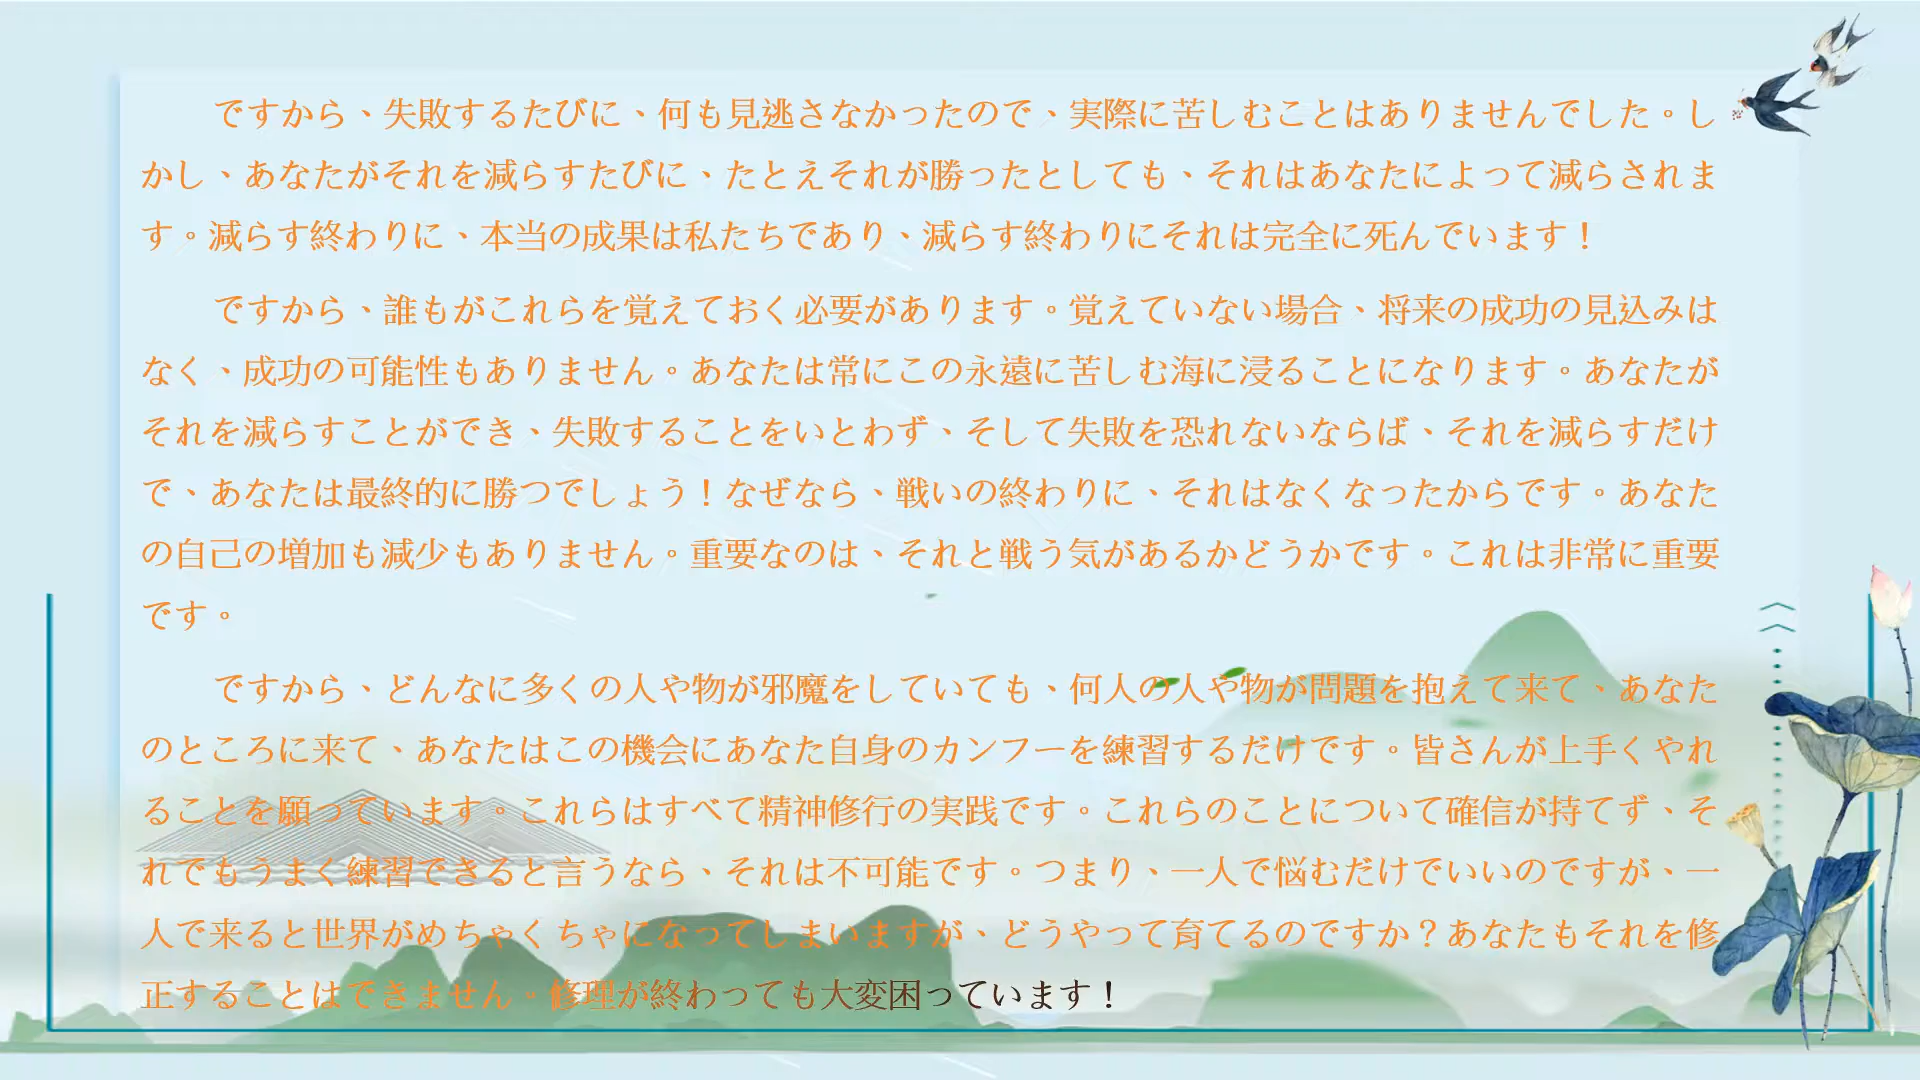 ですから、失敗するたびに、何も見逃さなかったので、実際に苦しむことはありませんでした。し
かし、あなたがそれを減らすたびに、たとえそれが勝ったとしても、それはあなたによって減らされま
す。減らす終わりに、本当の成果は私たちであり、減らす終わりにそれは完全に死んでいます！
ですから、誰もがこれらを覚えておく必要があります。覚えていない場合、将来の成功の見込みは
なく、成功の可能性もありません。あなたは常にこの永遠に苦しむ海に浸ることになります。あなたが
それを減らすことができ、失敗することをいとわず、そして失敗を恐れないならば、それを減らすだけ
で、あなたは最終的に勝つでしょう！なぜなら、戦いの終わりに、それはなくなったからです。あなた
の自己の増加も減少もありません。重要なのは、それと戦う気があるかどうかです。これは非常に重要
です。
ですから、どんなに多くの人や物が邪魔をしていても、何人の人や物が問題を抱えて来て、あなた
のところに来て、あなたはこの機会にあなた自身のカンフーを練習するだけです。皆さんが上手くやれ
ることを願っています。これらはすべて精神修行の実践です。これらのことについて確信が持てず、そ
れでもうまく練習できると言うなら、それは不可能です。つまり、一人で悩むだけでいいのですが、一
人で来ると世界がめちゃくちゃになってしまいますが、どうやって育てるのですか？あなたもそれを修
正することはできません。修理が終わっても大変困っています！